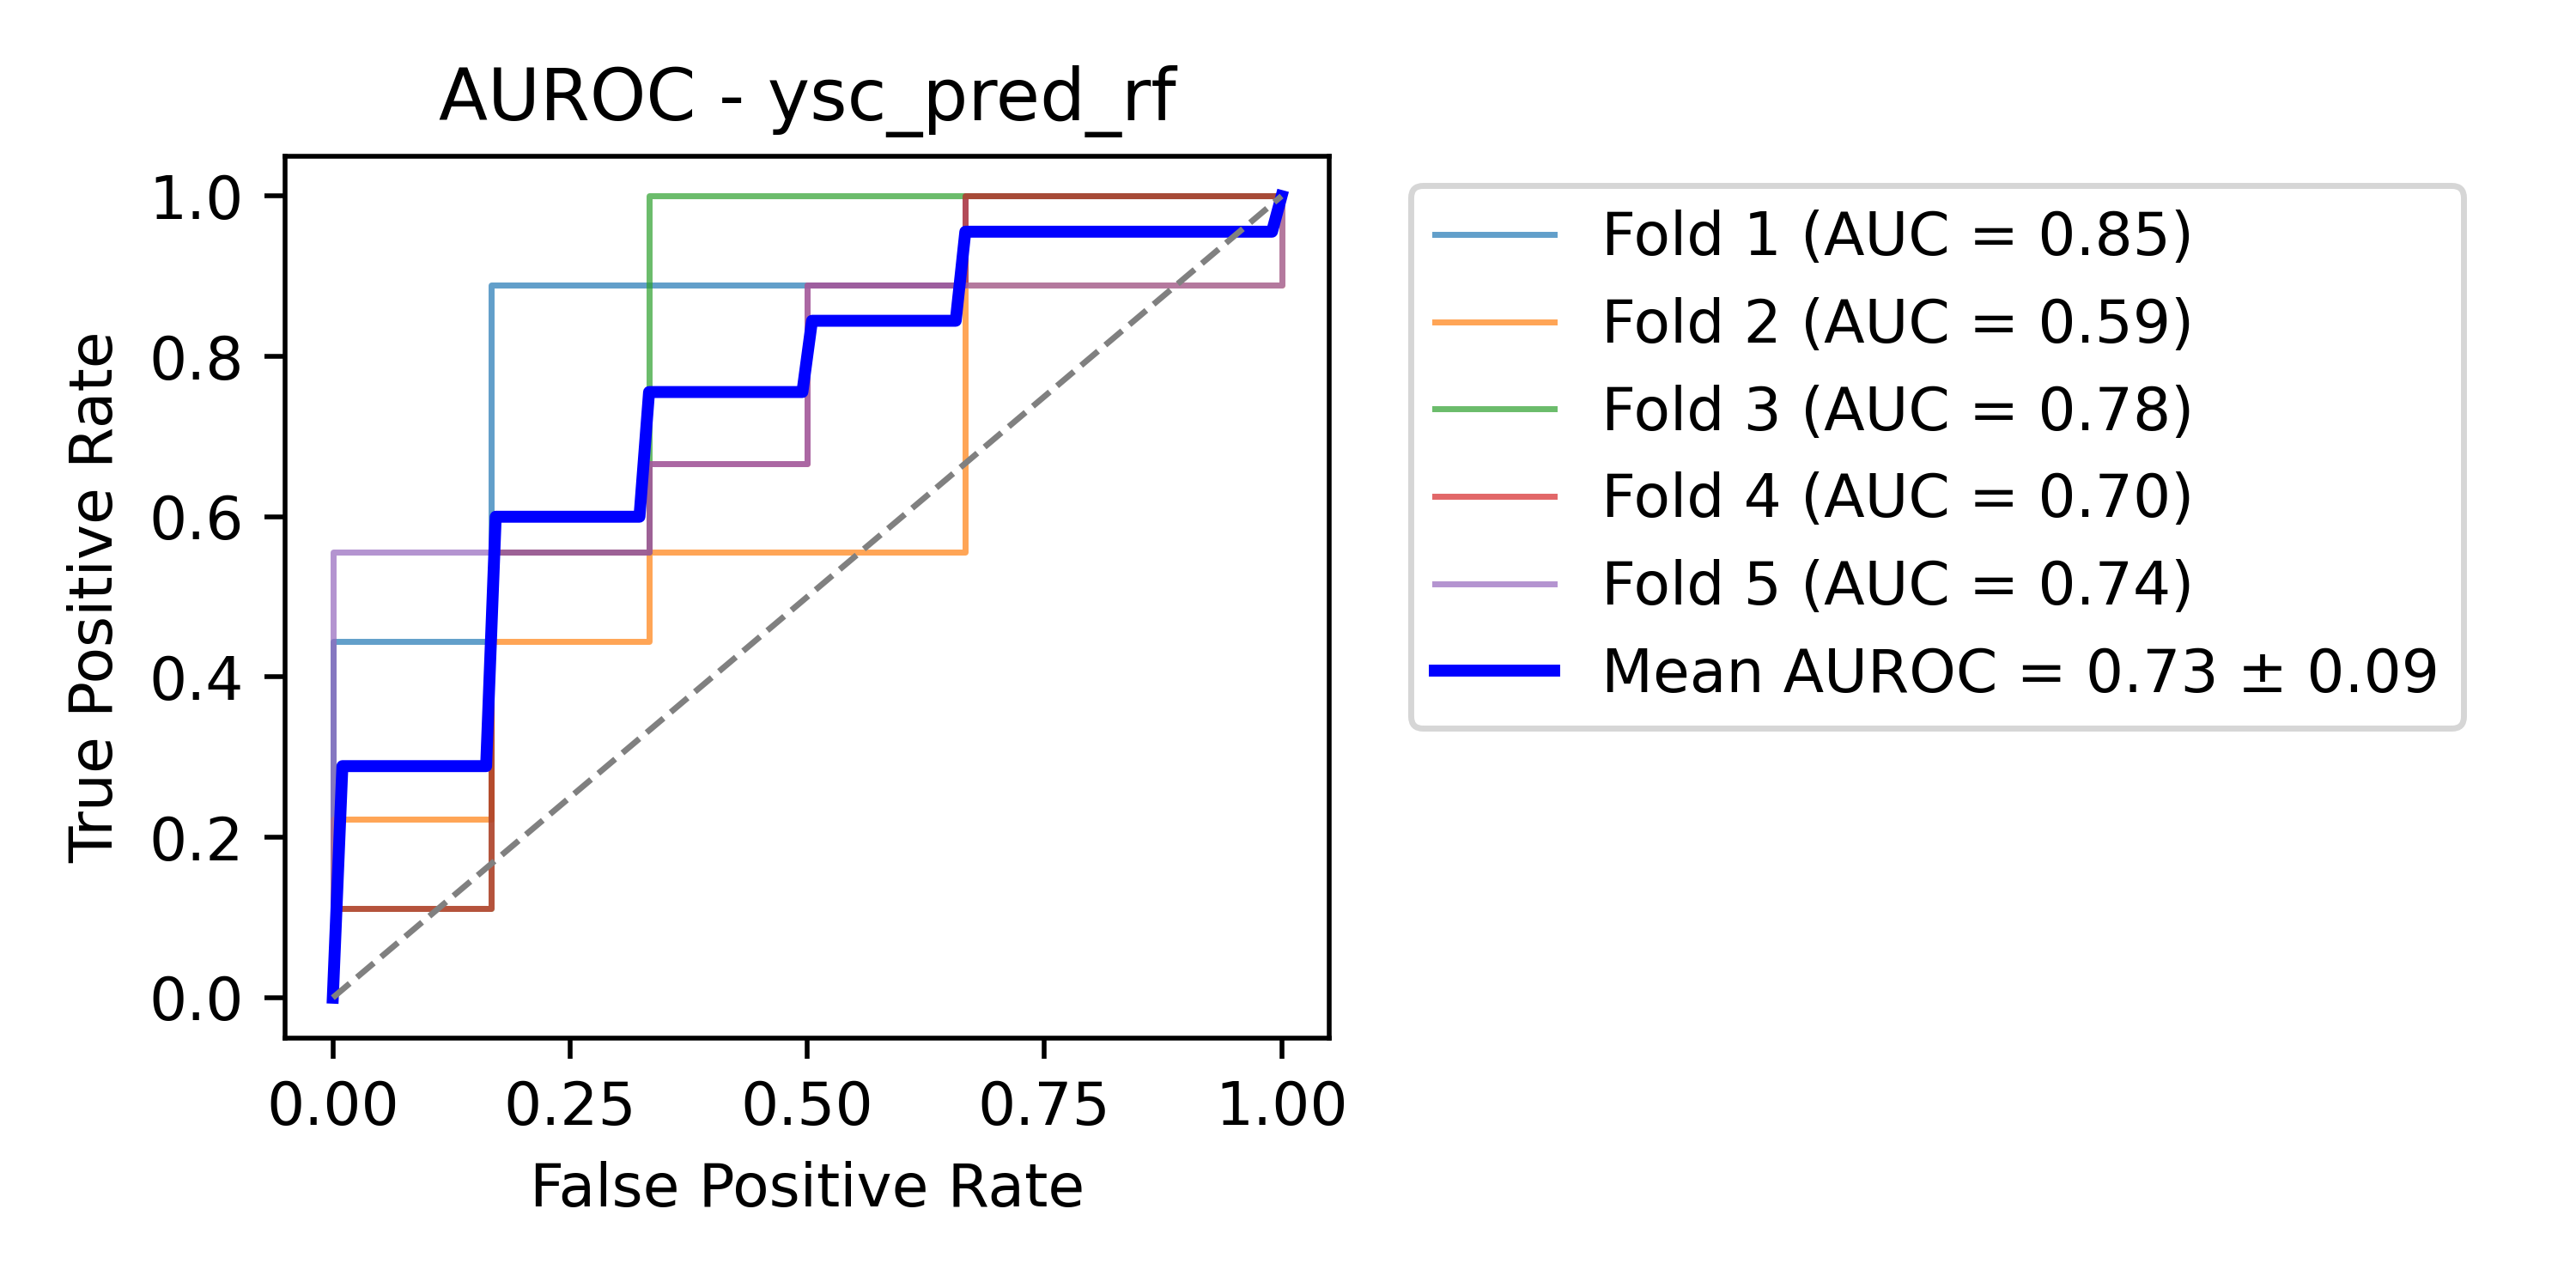 AUROC - ysc_pred_rf
1.0
0.8
0.6
0.4
0.2
0.0
True Positive Rate
0.00 0.25 0.50 0.75 1.00
False Positive Rate
Fold 1 (AUC = 0.85)
Fold 2 (AUC = 0.59)
Fold 3 (AUC = 0.78)
Fold 4 (AUC = 0.70)
Fold 5 (AUC = 0.74)
Mean AUROC = 0.73 ± 0.09